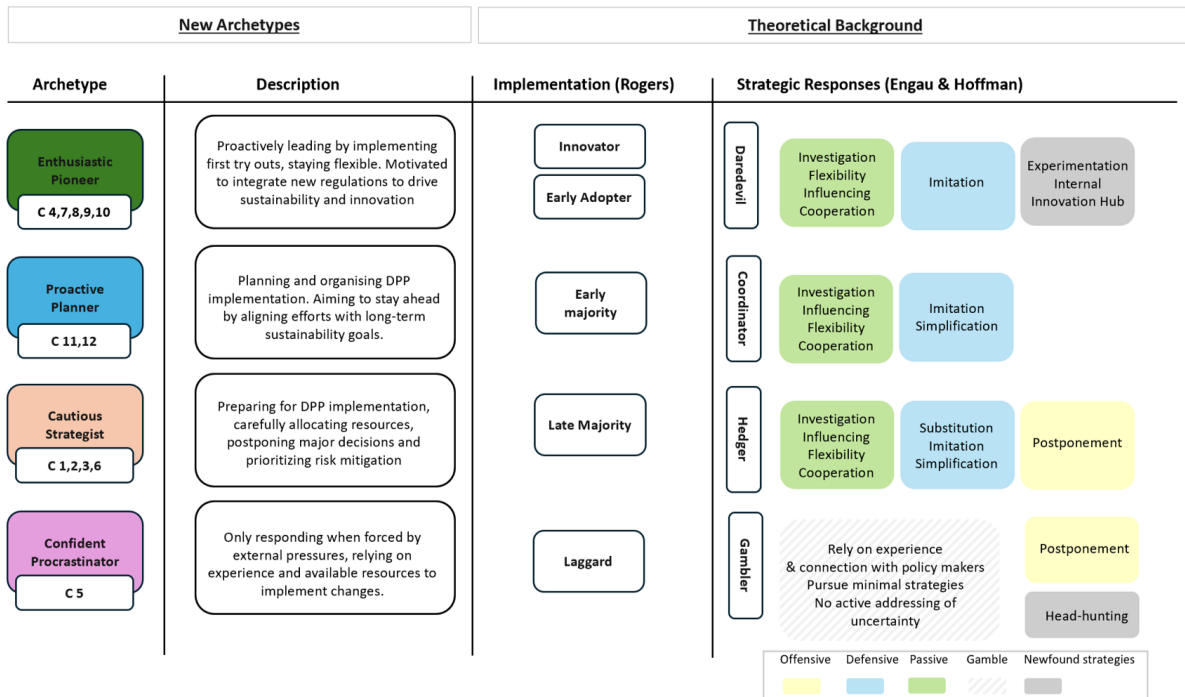 New Archetypes
Theoretical Background
Archetype
Description
Implementation (Rogers)
Strategic Responses (Engau & Hoffman)
Enthusiastic
Pioneer
C 4,7,8,9,10
Proactively leading by implementing
first try outs, staying flexible. Motivated
to integrate new regulations to drive
sustainability and innovation
Innovator
Early Adopter
Daredevil
Investigation
Flexibility
Influencing
Cooperation
Imitation
Experimentation
Internal
Innovation Hub
Proactive
Planner
C 11,12
Planning and organising DPP
implementation. Aiming to stay ahead
by aligning efforts with long-term
sustainability goals.
Early
majority
Coordinator
Investigation
Influencing
Flexibility
Cooperation
Imitation
Simplification
Cautious
Strategist
C 1,2,3,6
Preparing for DPP implementation,
carefully allocating resources,
postponing major decisions and
prioritizing risk mitigation
Late Majority
Hedger
Investigation
Influencing
Flexibility
Cooperation
Substitution
Imitation
Simplification
Postponement
Confident
Procrastinator
C 5
Only responding when forced by
external pressures, relying on
experience and available resources to
implement changes.
Laggard
Gambler
Rely on experience
& connection with policy makers
Pursue minimal strategies
No active addressing of
uncertainty
Postponement
Head-hunting
Offensive
Defensive
Passive
Gamble
Newfound strategies